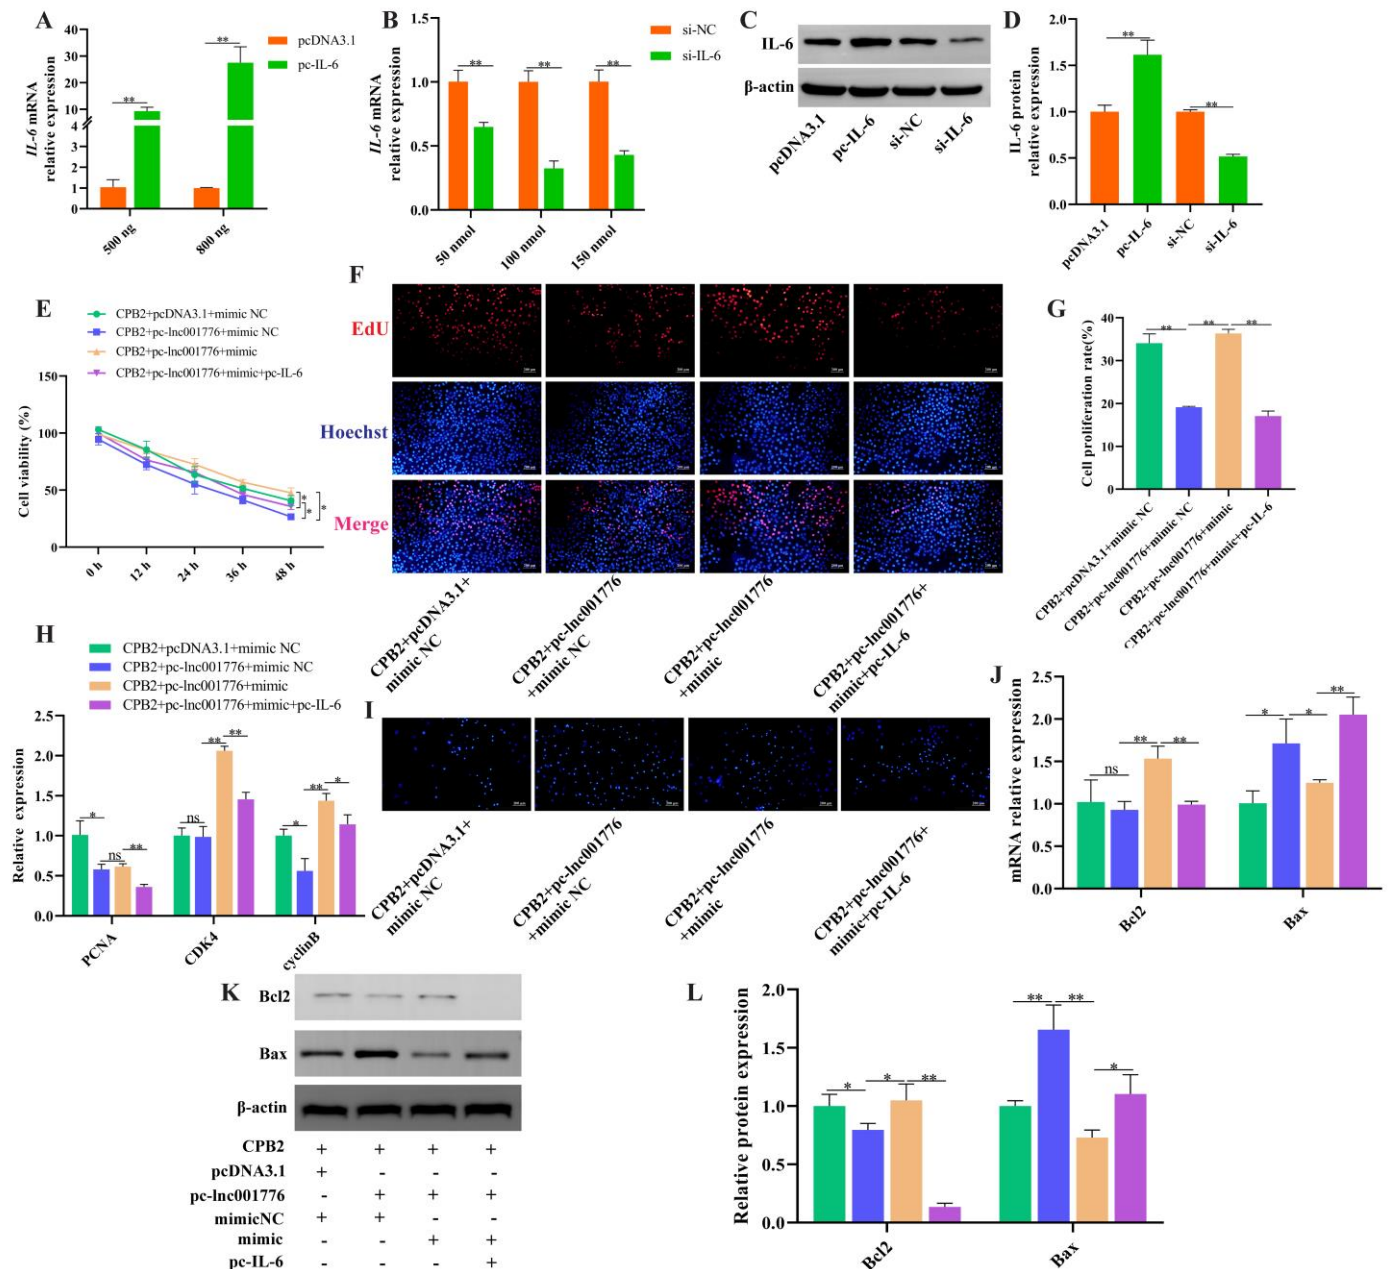 A
IL-6 mRNA
relative expression
40
30
20
10
4
3
2
1
0
**
**
pcDNA3.1
pc-IL-6
500 ng
800 ng
B
IL-6 mRNA
relative expression
1.5
1.0
0.5
0.0
**
**
**
si-NC
si-IL-6
50 nmol
100 nmol
150 nmol
C
IL-6
β-actin
pcDNA3.1
pc-IL-6
si-NC
si-IL-6
D
IL-6 protein
relative expression
2.0
1.5
1.0
0.5
0.0
**
**
pcDNA3.1
pc-IL-6
si-NC
si-IL-6
E
CPB2+pcDNA3.1+mimic NC
CPB2+pc-lnc001776+mimic NC
CPB2+pc-lnc001776+mimic
CPB2+pc-lnc001776+mimic+pc-IL-6
Cell viability (%)
150
100
50
0
*
*
*
0 h
12 h
24 h
36 h
48 h
F
EdU
Hoechst
Merge
CPB2+pcDNA3.1+
mimic NC
CPB2+pc-lnc001776
+mimic NC
CPB2+pc-lnc001776
+mimic
CPB2+pc-lnc001776+
mimic+pc-IL-6
G
Cell proliferation rate(%)
40
30
20
10
0
**
**
**
CPB2+pcDNA3.1+mimic NC
CPB2+pc-lnc001776+mimic NC
CPB2+pc-lnc001776+mimic
CPB2+pc-lnc001776+mimic+pc-IL-6
H
CPB2+pcDNA3.1+mimic NC
CPB2+pc-lnc001776+mimic NC
CPB2+pc-lnc001776+mimic
CPB2+pc-lnc001776+mimic+pc-IL-6
Relative expression
2.5
2.0
1.5
1.0
0.5
0.0
*
ns
**
ns
**
**
*
**
*
PCNA
CDK4
cyclinB
I
CPB2+pcDNA3.1+
mimic NC
CPB2+pc-lnc001776
+mimic NC
CPB2+pc-lnc001776
+mimic
CPB2+pc-lnc001776+
mimic+pc-IL-6
J
mRNA relative expression
2.5
2.0
1.5
1.0
0.5
0.0
ns
**
**
*
*
**
Bcl2
Bax
K
Bcl2
Bax
β-actin
CPB2 + + + +
pcDNA3.1 + - - -
pc-lnc001776 - + + +
mimicNC + + - -
mimic - - + +
pc-IL-6 - - - +
L
Relative protein expression
2.0
1.5
1.0
0.5
0.0
*
*
**
**
**
*
Bcl2
Bax